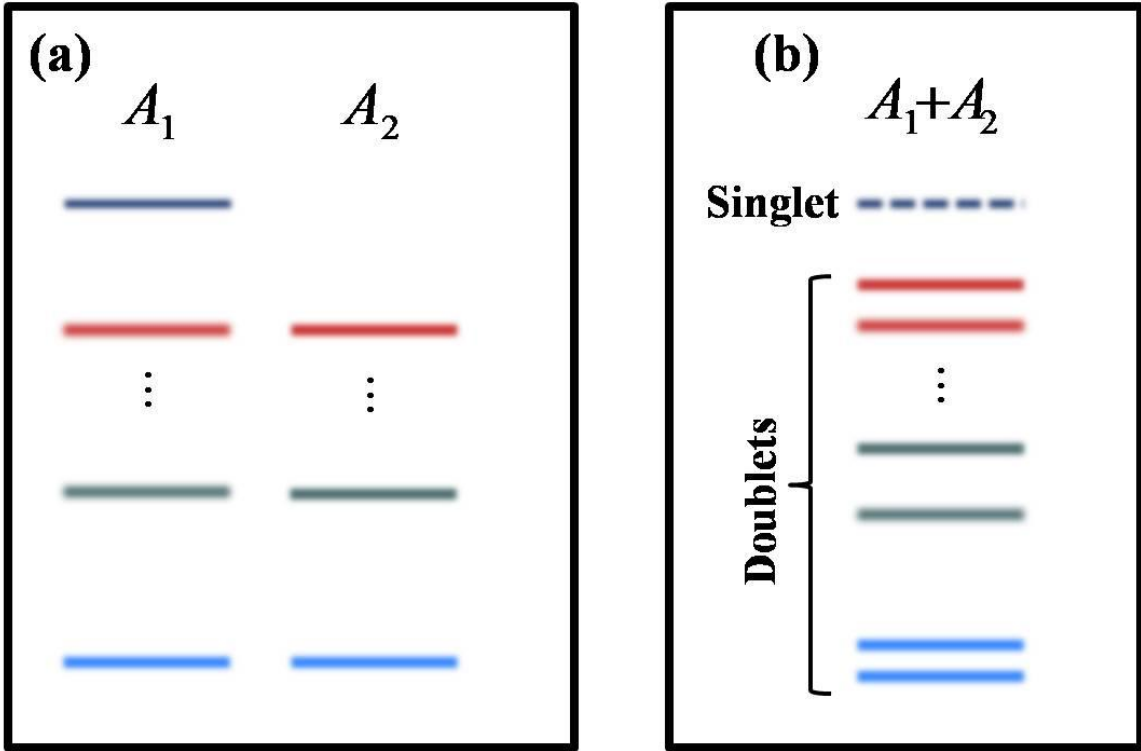 (a)
A₁ A₂
⋮ ⋮
(b)
A₁+A₂
Singlet
⋮
Doublets